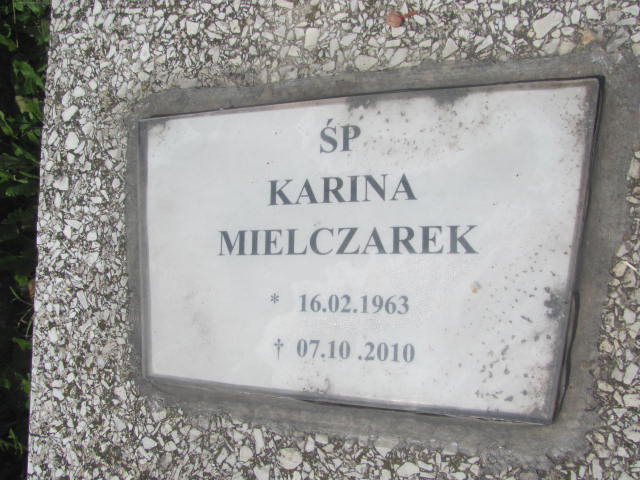 ŚP
KARINA
MIELCZAREK
* 16.02.1963
† 07.10 .2010